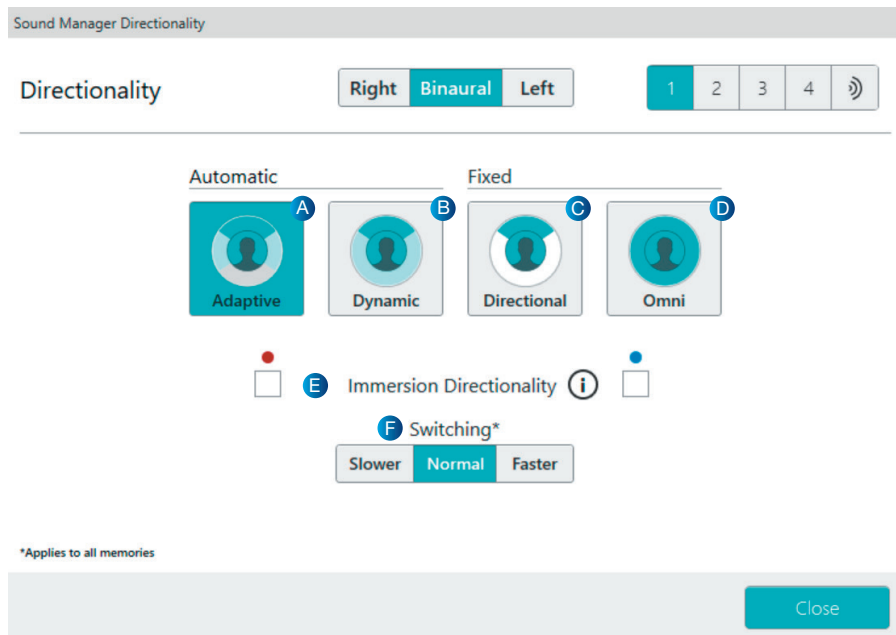 Sound Manager Directionality
Directionality
Right Binaural Left
1 2 3 4
Automatic
Fixed
A B C D
Adaptive Dynamic Directional Omni
E Immersion Directionality i
F Switching*
Slower Normal Faster
*Applies to all memories
Close